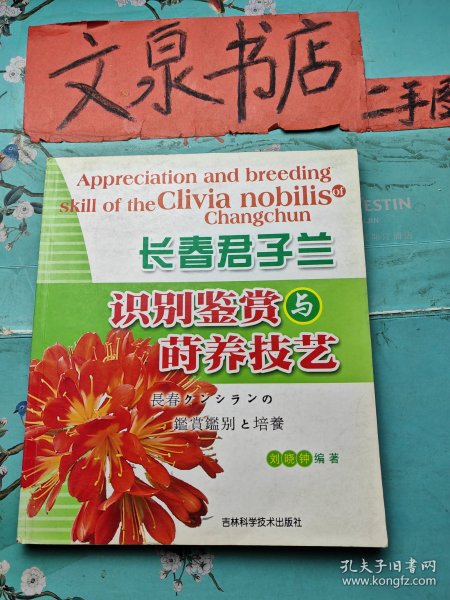 文泉书店
二手图
Appreciation and breeding
skill of the Clivia nobilis of
Changchun
长春君子兰
识别鉴赏与
莳养技艺
長春クンシランの
鑑賞鑑別と培養
刘晓钟编著
吉林科学技术出版社
ESTIN
孔夫子旧书网
www.kongfz.com